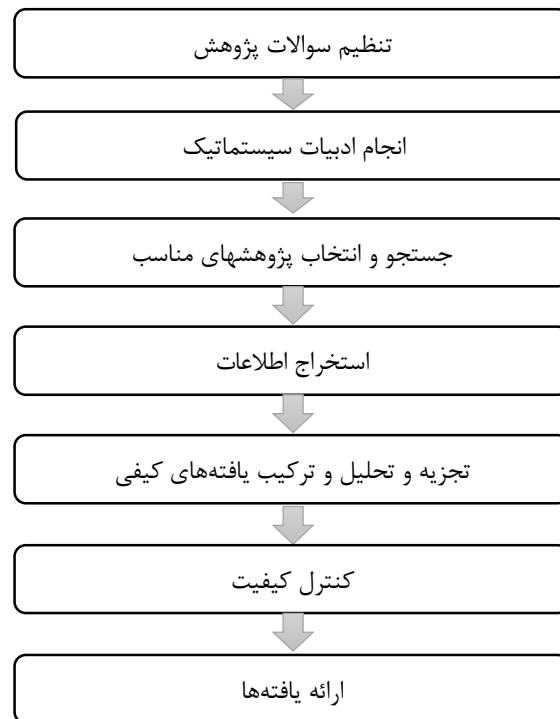 تنظیم سوالات پژوهش
انجام ادبیات سیستماتیک
جستجو و انتخاب پژوهشهای مناسب
استخراج اطلاعات
تجزیه و تحلیل و ترکیب یافته‌های کیفی
کنترل کیفیت
ارائه یافته‌ها